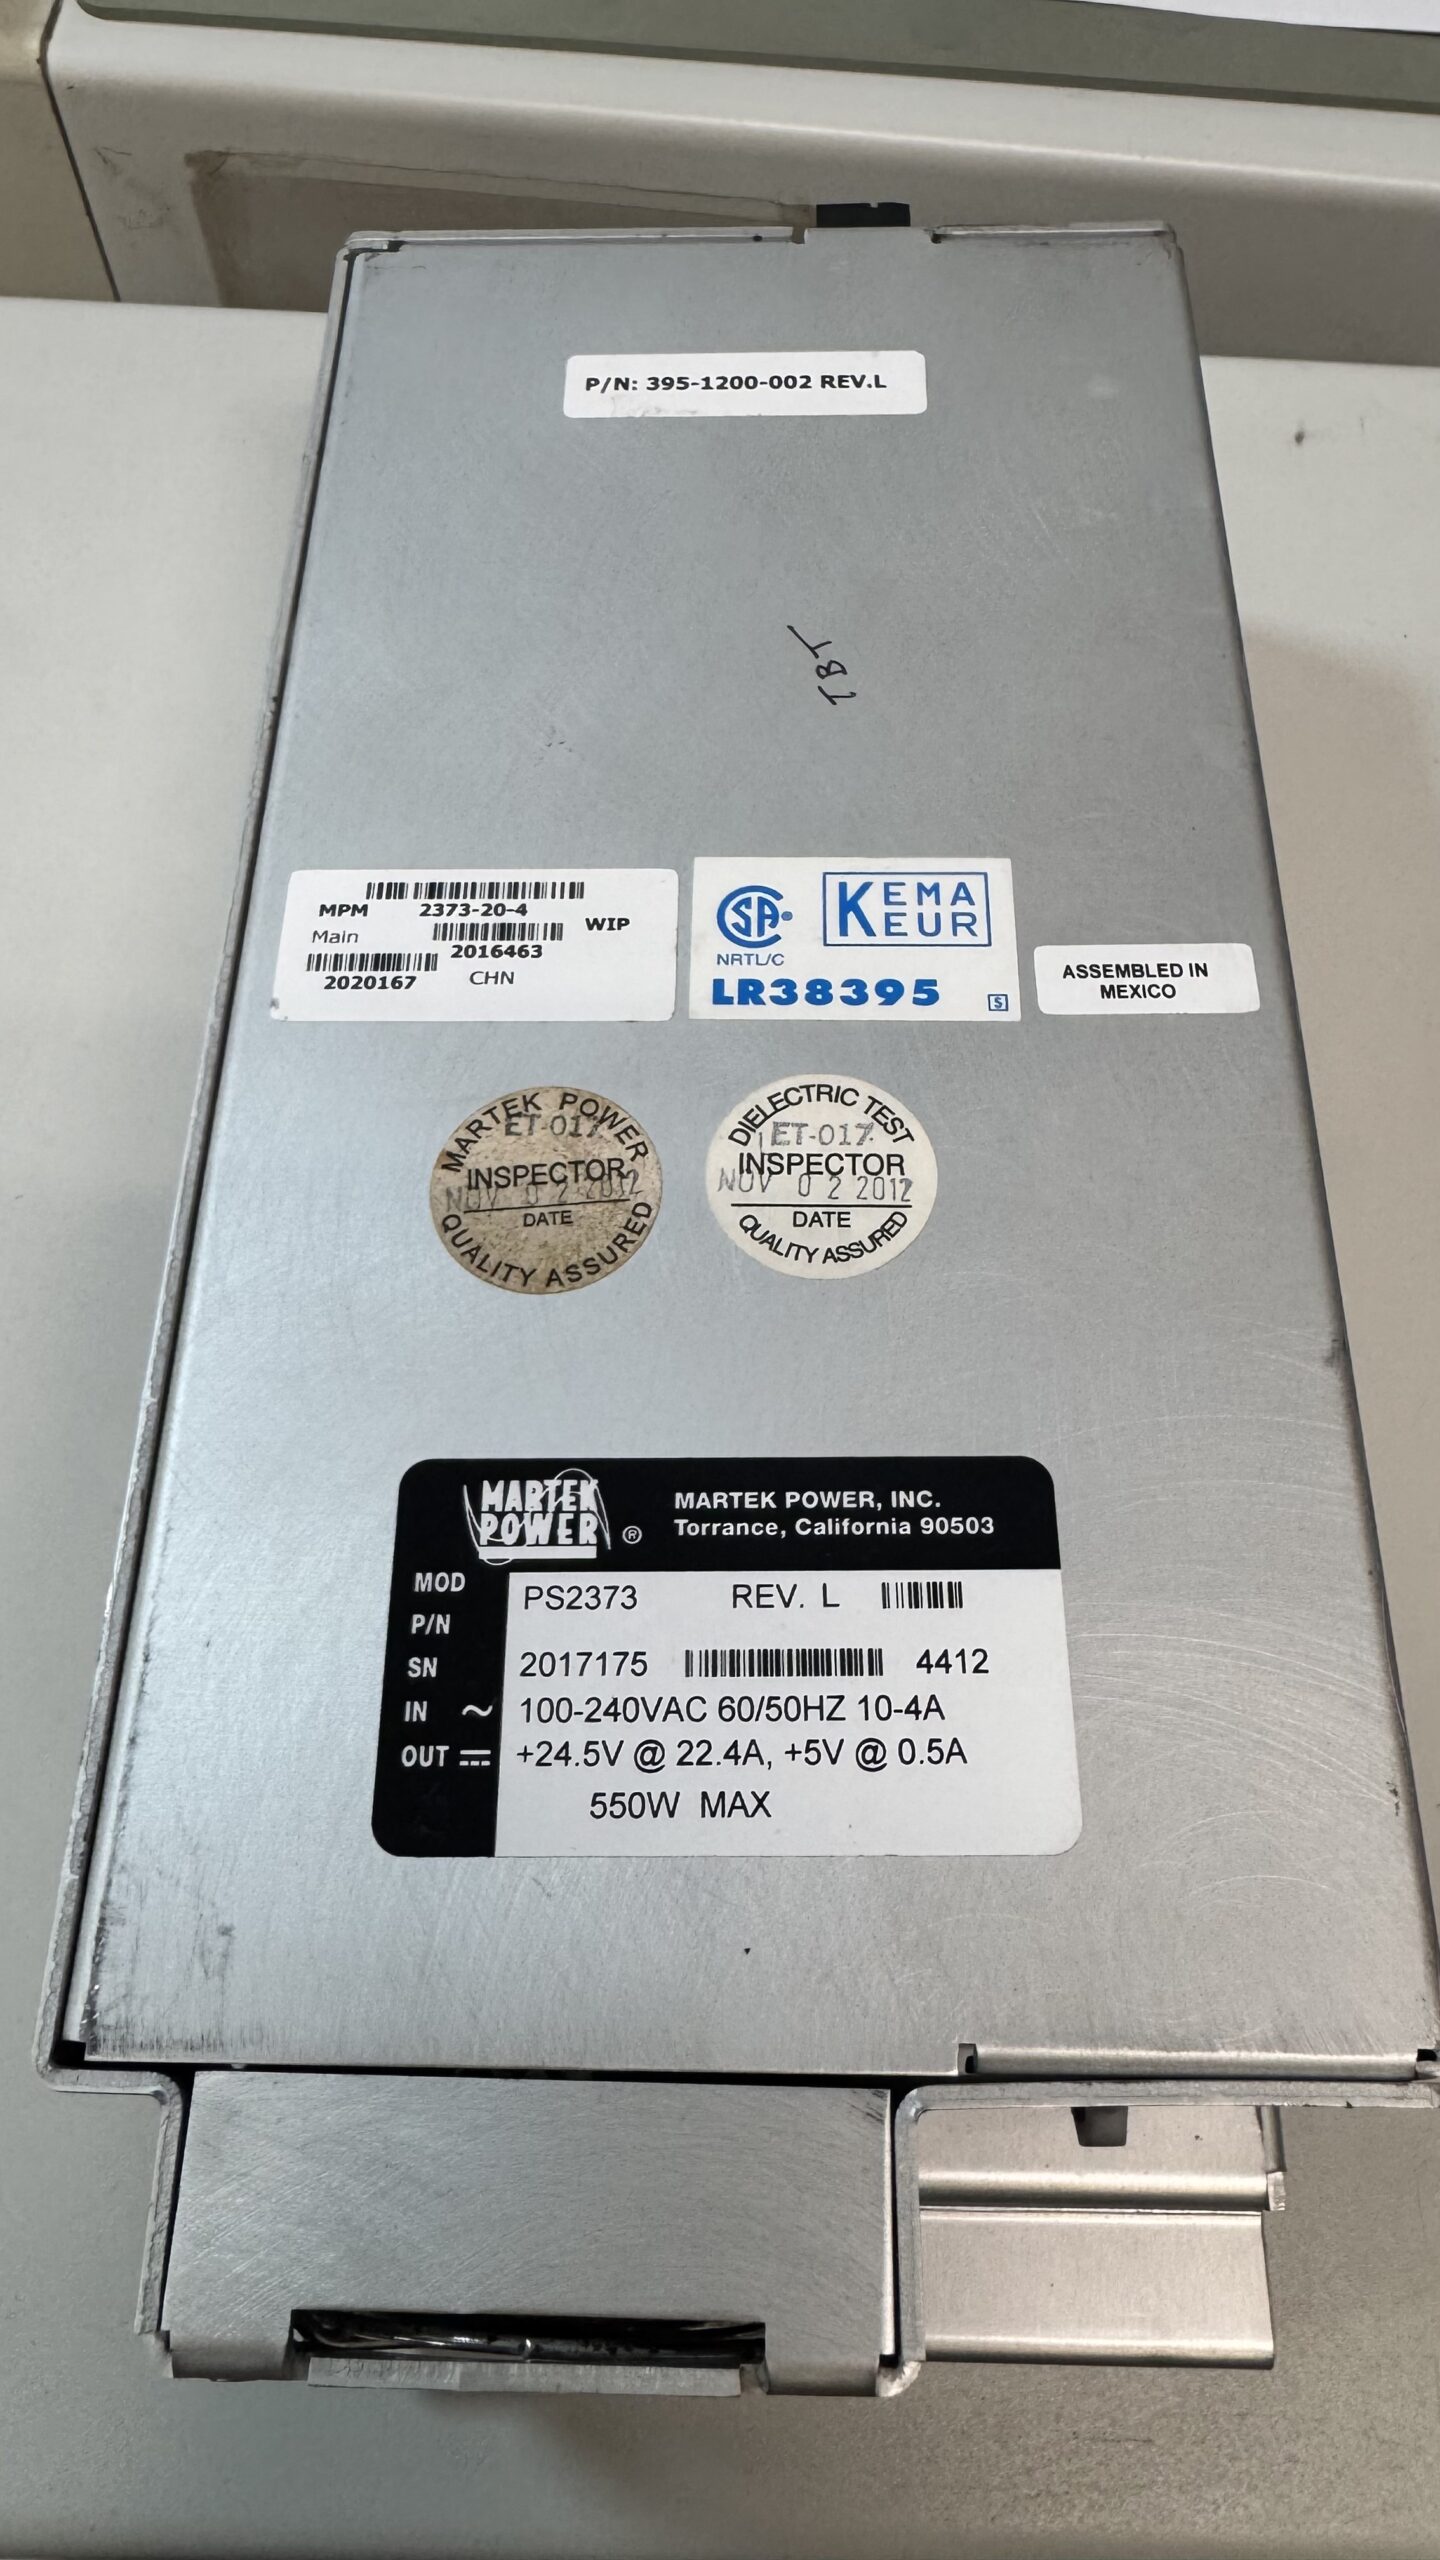 P/N: 395-1200-002 REV.L
TBT
MPM 2373-20-4
WIP
Main
2016463
2020167 CHN
SA
NRTL/C
KEMA
EUR
LR38395
S
ASSEMBLED IN
MEXICO
MARTEK POWER
ET-017
INSPECTOR
NOV 02 2012
DATE
QUALITY ASSURED
DIELECTRIC TEST
ET-017
INSPECTOR
NOV 02 2012
DATE
QUALITY ASSURED
MARTEK
POWER ®
MARTEK POWER, INC.
Torrance, California 90503
MOD PS2373 REV. L
P/N
SN 2017175 4412
IN ~ 100-240VAC 60/50HZ 10-4A
OUT +24.5V @ 22.4A, +5V @ 0.5A
550W MAX